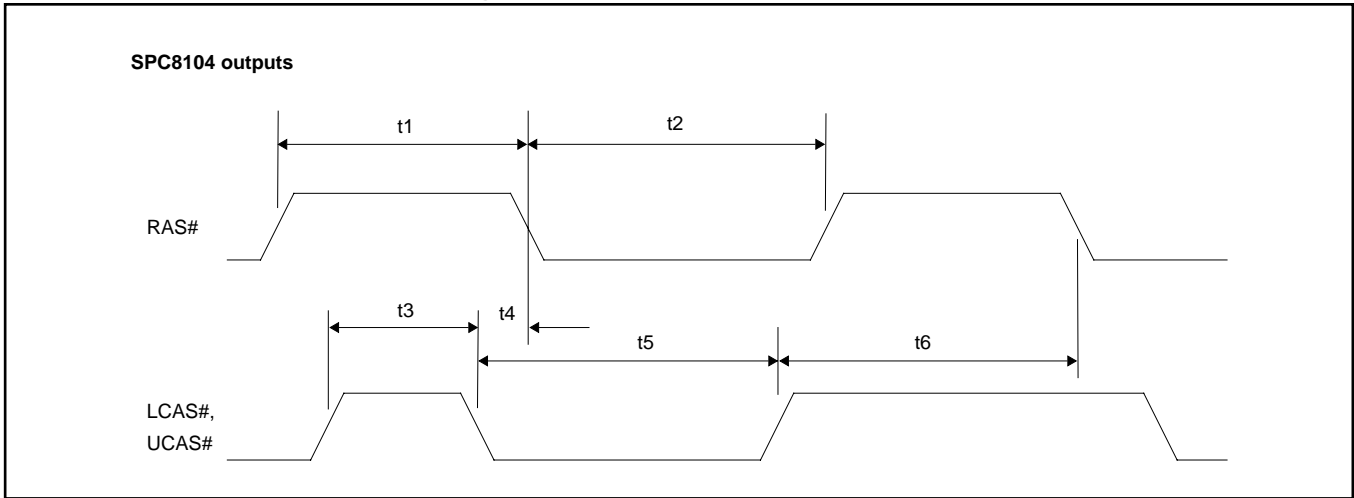 SPC8104 outputs
t1
t2
RAS#
t3
t4
t5
t6
LCAS#,
UCAS#